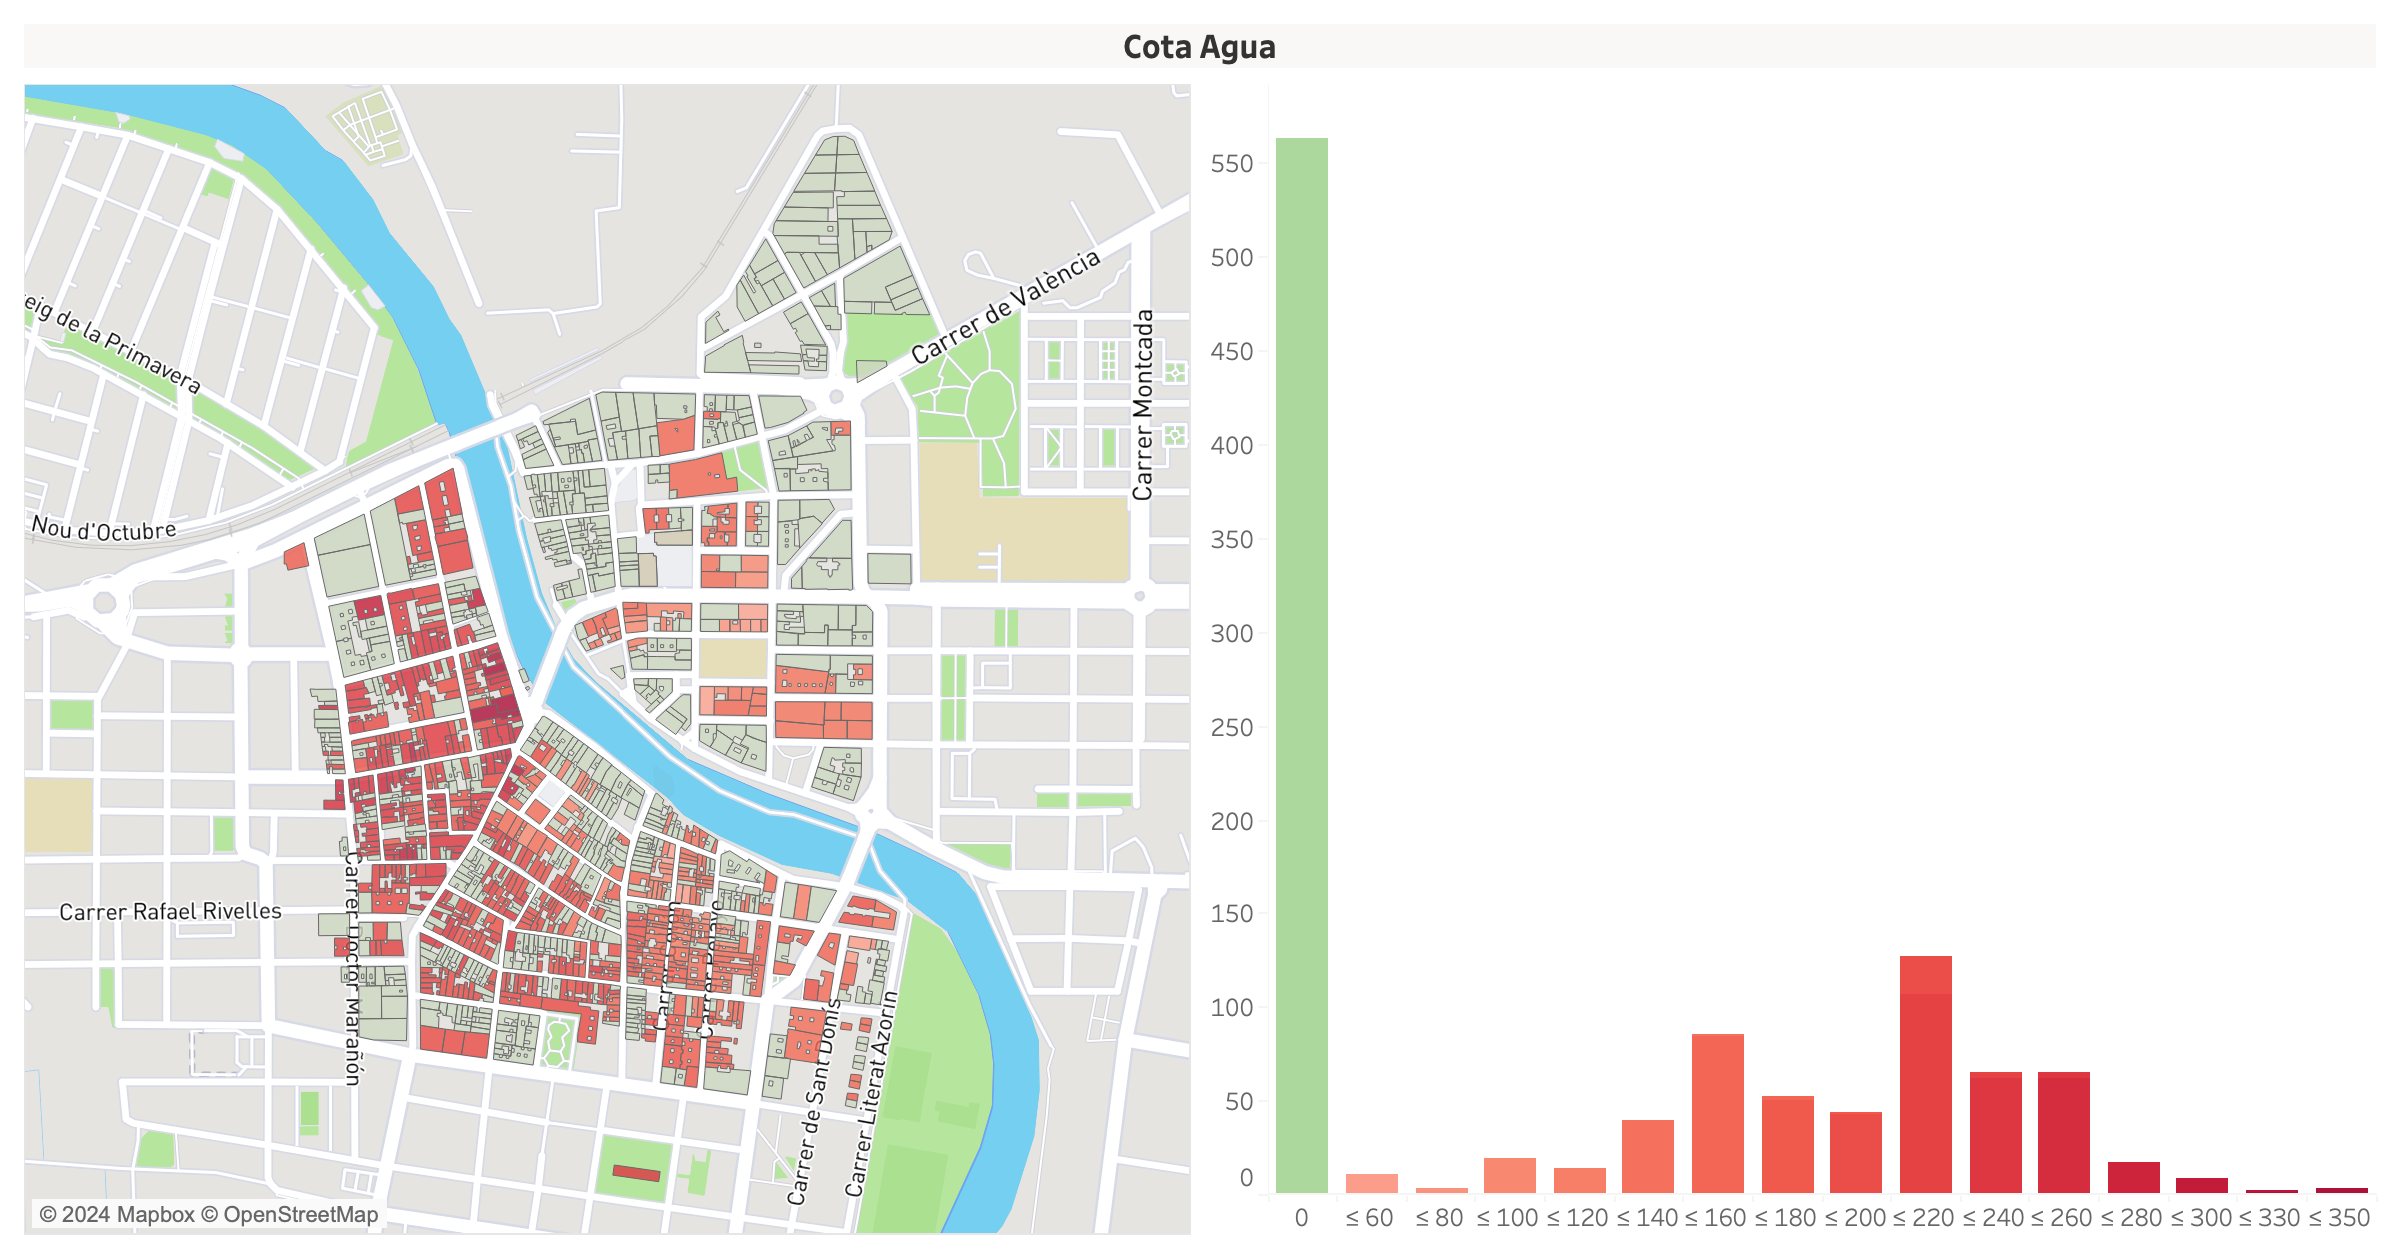 Cota Agua
Carrer de València
Carrer Montcada
eig de la Primavera
Nou d'Octubre
Carrer Rafael Rivelles
Carrer Doctor Marañón
Carrer Pelayo
Carrer de Sant Donís
Carrer Literat Azorín
© 2024 Mapbox © OpenStreetMap
550
500
450
400
350
300
250
200
150
100
50
0
0 ≤ 60 ≤ 80 ≤ 100 ≤ 120 ≤ 140 ≤ 160 ≤ 180 ≤ 200 ≤ 220 ≤ 240 ≤ 260 ≤ 280 ≤ 300 ≤ 330 ≤ 350